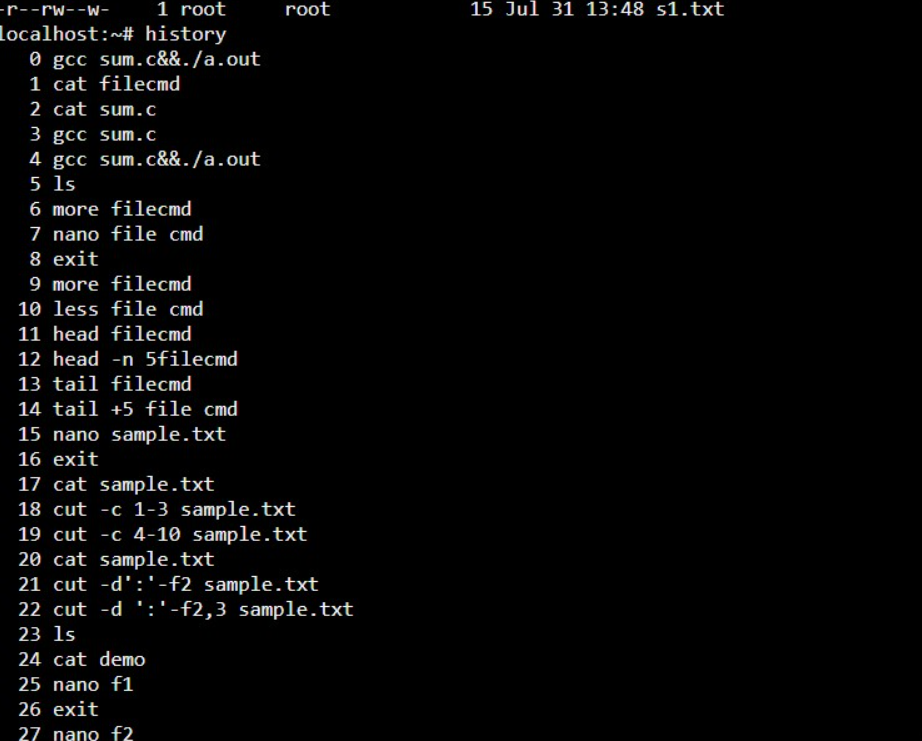 -r--rw--w- 1 root root 15 Jul 31 13:48 s1.txt
localhost:~# history
0 gcc sum.c&&./a.out
1 cat filecmd
2 cat sum.c
3 gcc sum.c
4 gcc sum.c&&./a.out
5 ls
6 more filecmd
7 nano file cmd
8 exit
9 more filecmd
10 less file cmd
11 head filecmd
12 head -n 5filecmd
13 tail filecmd
14 tail +5 file cmd
15 nano sample.txt
16 exit
17 cat sample.txt
18 cut -c 1-3 sample.txt
19 cut -c 4-10 sample.txt
20 cat sample.txt
21 cut -d':'-f2 sample.txt
22 cut -d ':'-f2,3 sample.txt
23 ls
24 cat demo
25 nano f1
26 exit
27 nano f2